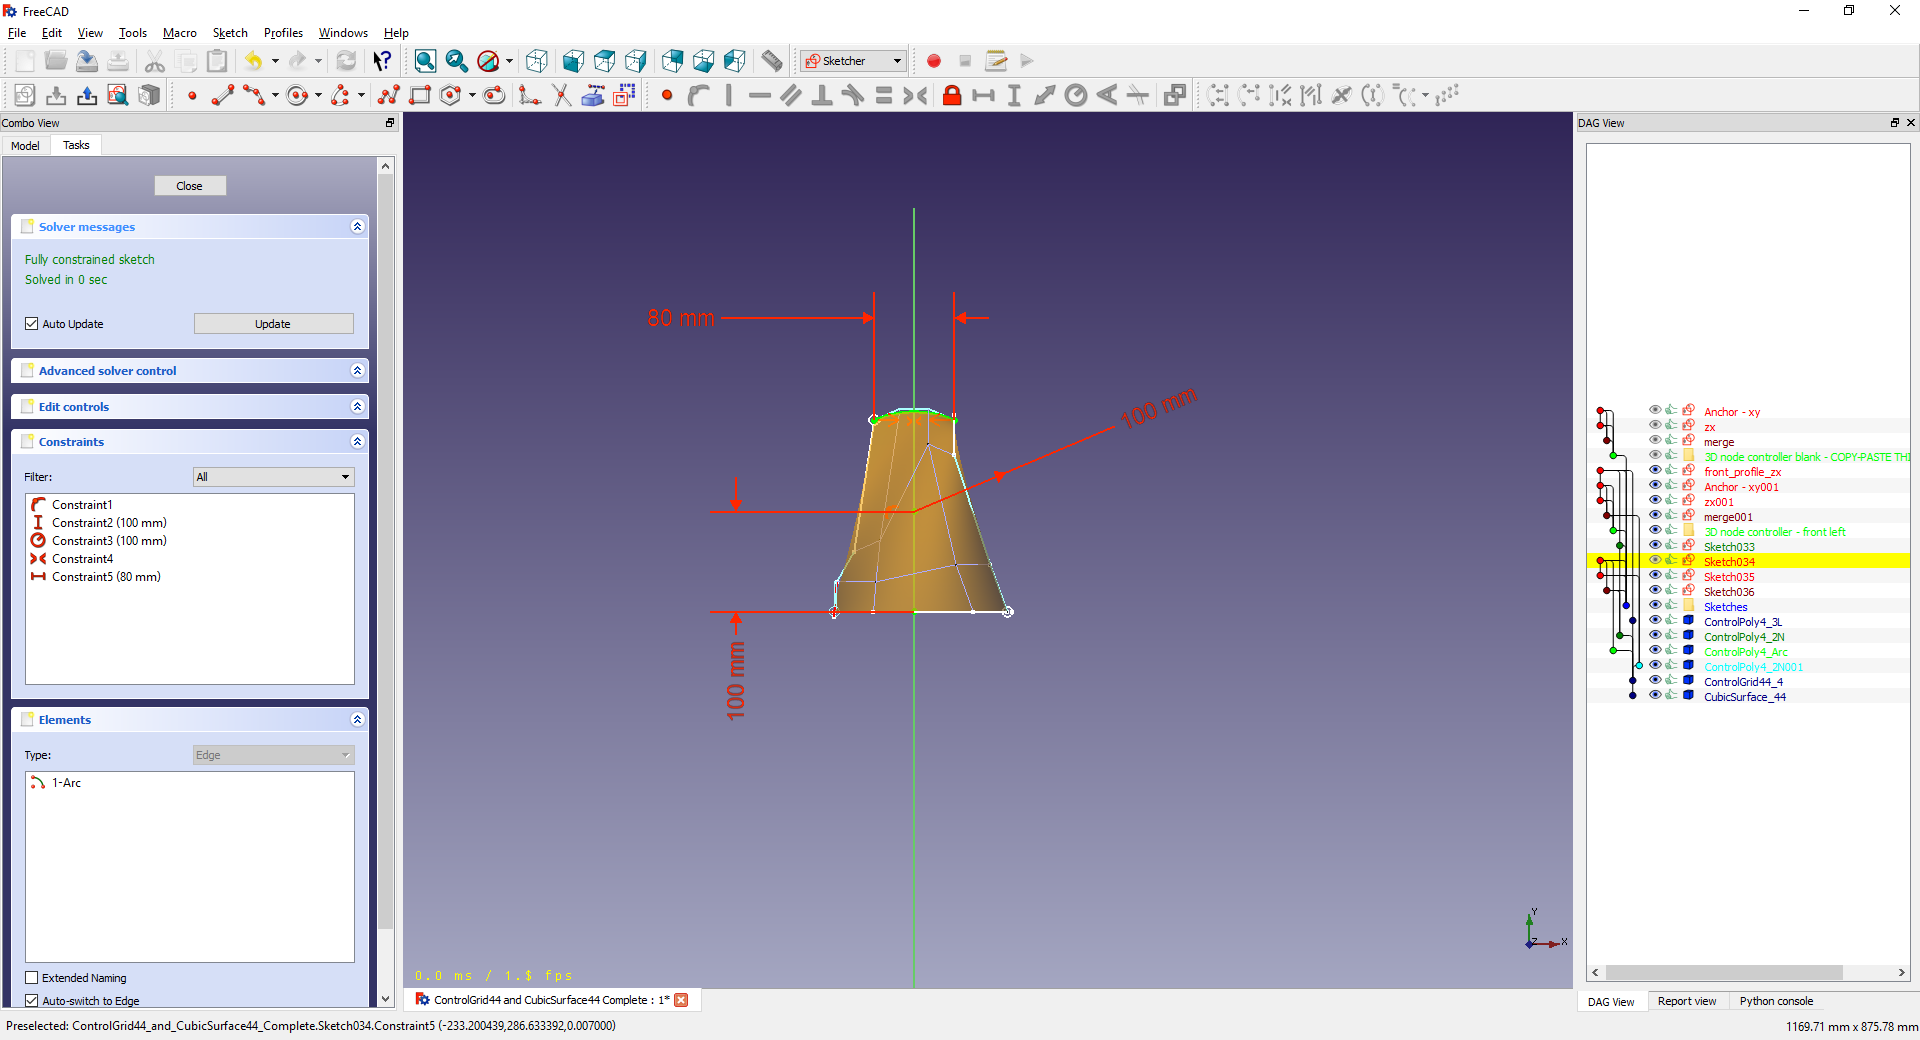 FreeCAD
File Edit View Tools Macro Sketch Profiles Windows Help
Sketcher
Combo View
Model Tasks
Close
Solver messages
Fully constrained sketch
Solved in 0 sec
Auto Update
Update
Advanced solver control
Edit controls
Constraints
Filter:
All
Constraint1
Constraint2 (100 mm)
Constraint3 (100 mm)
Constraint4
Constraint5 (80 mm)
Elements
Type:
Edge
1-Arc
Extended Naming
Auto-switch to Edge
80 mm
100 mm
100 mm
Y
Z
X
0.0 ms / 1.$ fps
ControlGrid44 and CubicSurface44 Complete : 1*
DAG View
Anchor - xy
zx
merge
3D node controller blank - COPY-PASTE THI
front_profile_zx
Anchor - xy001
zx001
merge001
3D node controller - front left
Sketch033
Sketch034
Sketch035
Sketch036
Sketches
ControlPoly4_3L
ControlPoly4_2N
ControlPoly4_Arc
ControlPoly4_2N001
ControlGrid44_4
CubicSurface_44
DAG View Report view Python console
Preselected: ControlGrid44_and_CubicSurface44_Complete.Sketch034.Constraint5 (-233.200439,286.633392,0.007000)
1169.71 mm x 875.78 mm